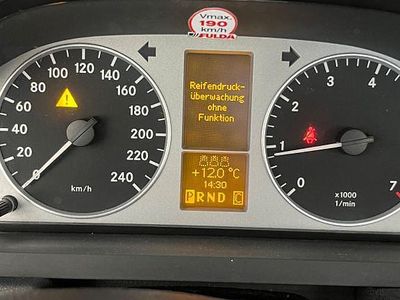 Vmax.
190
km/h
FULDA
Reifendruck-
überwachung
ohne
Funktion
+12.0 °C
14:30
P R N D C
20
40
60
80
100
120
140
160
180
200
220
240
km/h
0
1
2
3
4
7
x1000
1/min